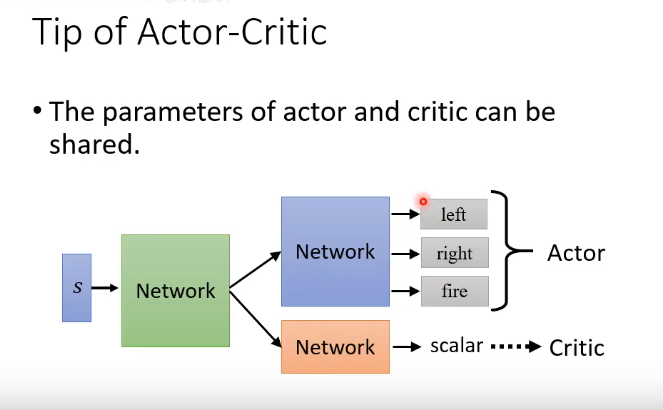 Tip of Actor-Critic
• The parameters of actor and critic can be
shared.
s
Network
Network
left
right
fire
Actor
Network
scalar
Critic